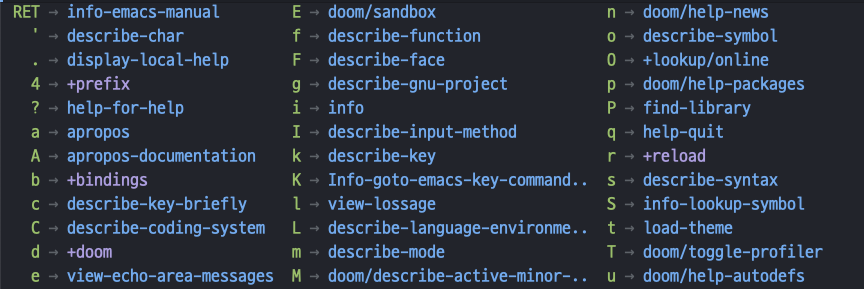 RET → info-emacs-manual E → doom/sandbox n → doom/help-news
' → describe-char f → describe-function o → describe-symbol
. → display-local-help F → describe-face O → +lookup/online
4 → +prefix g → describe-gnu-project p → doom/help-packages
? → help-for-help i → info P → find-library
a → apropos I → describe-input-method q → help-quit
A → apropos-documentation k → describe-key r → +reload
b → +bindings K → Info-goto-emacs-key-command.. s → describe-syntax
c → describe-key-briefly l → view-lossage S → info-lookup-symbol
C → describe-coding-system L → describe-language-environme.. t → load-theme
d → +doom m → describe-mode T → doom/toggle-profiler
e → view-echo-area-messages M → doom/describe-active-minor-.. u → doom/help-autodefs